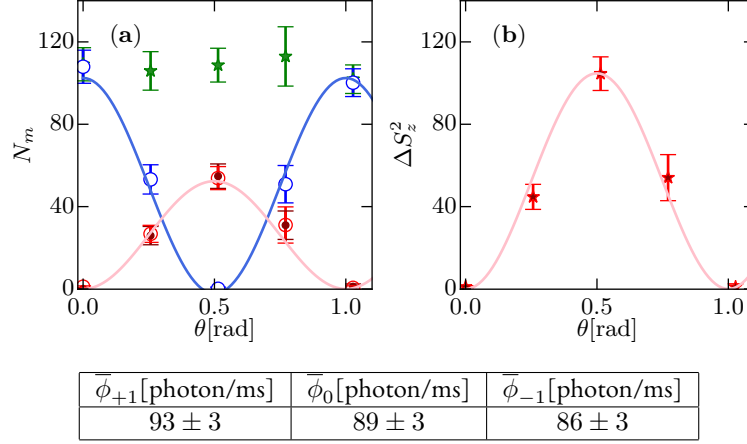 (a)
N_m
120
80
40
0
0.0 0.5 1.0
θ[rad]
(b)
ΔS_z^2
120
80
40
0
0.0 0.5 1.0
θ[rad]
ϕ̅₊₁[photon/ms] ϕ̅₀[photon/ms] ϕ̅₋₁[photon/ms]
93 ± 3 89 ± 3 86 ± 3